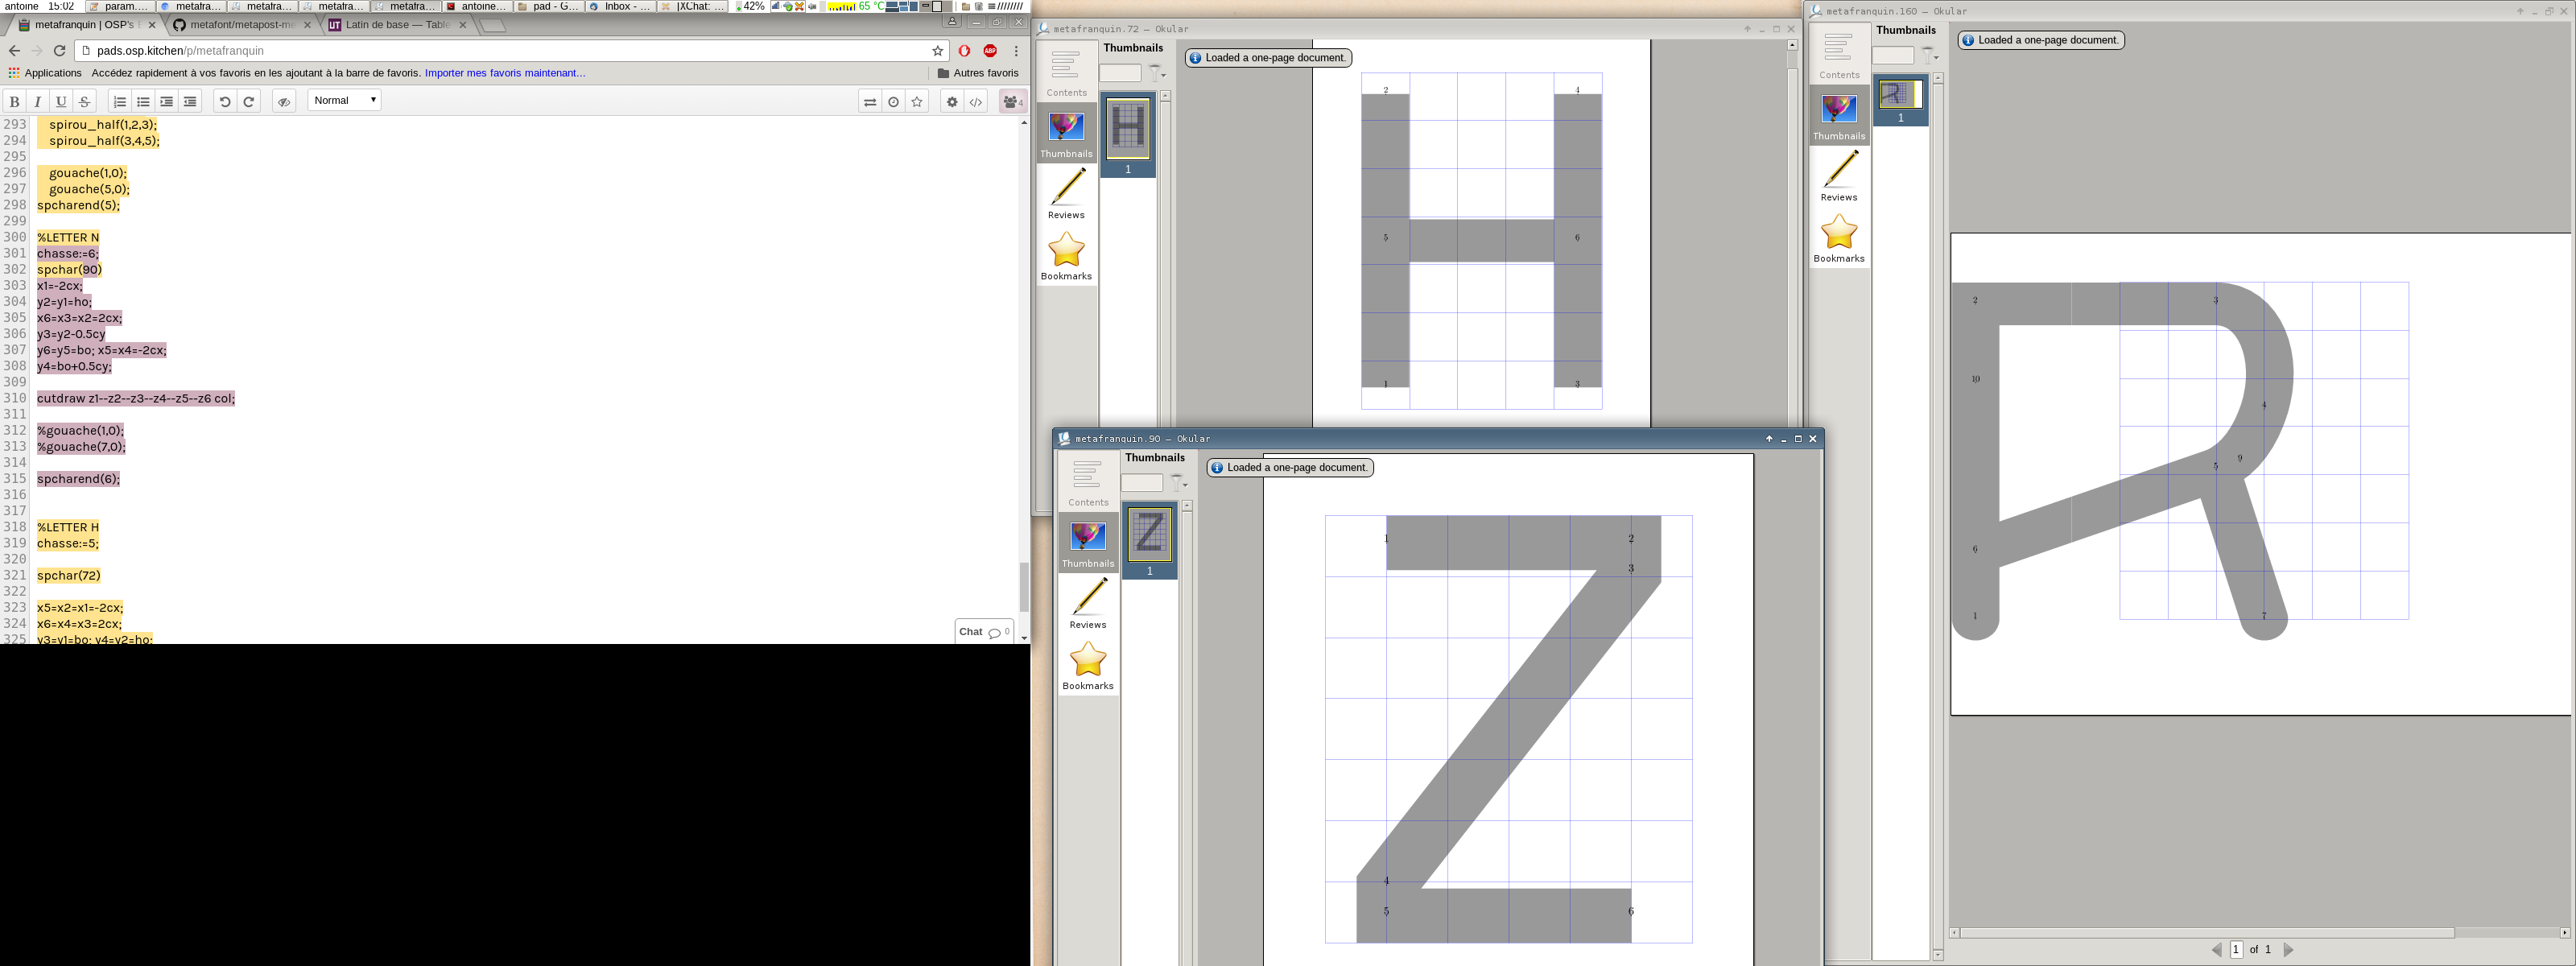 antoine 15:02 param.... metafra... metafra... metafra... metafra... antoine... pad - G... Inbox - ... [XChat: ... 42% 65 °C
metafranquin | OSP's metafont/metapost-me Latin de base — Table
pads.osp.kitchen/p/metafranquin
Applications Accédez rapidement à vos favoris en les ajoutant à la barre de favoris. Importer mes favoris maintenant... Autres favoris
B I U S Normal 4
293 spirou_half(1,2,3);
294 spirou_half(3,4,5);
295
296 gouache(1,0);
297 gouache(5,0);
298 spcharend(5);
299
300 %LETTER N
301 chasse:=6;
302 spchar(90)
303 x1=-2cx;
304 y2=y1=ho;
305 x6=x3=x2=2cx;
306 y3=y2-0.5cy
307 y6=y5=bo; x5=x4=-2cx;
308 y4=bo+0.5cy;
309
310 cutdraw z1--z2--z3--z4--z5--z6 col;
311
312 %gouache(1,0);
313 %gouache(7,0);
314
315 spcharend(6);
316
317
318 %LETTER H
319 chasse:=5;
320
321 spchar(72)
322
323 x5=x2=x1=-2cx;
324 x6=x4=x3=2cx;
325 y3=y1=bo; y4=y2=ho;
Chat 0
metafranquin.72 – Okular
Thumbnails
Loaded a one-page document.
Contents
Thumbnails
Reviews
Bookmarks
1
2 4
5 6
1 3
metafranquin.90 – Okular
Thumbnails
Loaded a one-page document.
Contents
Thumbnails
Reviews
Bookmarks
1
1 2
3
4
5 6
metafranquin.160 – Okular
Thumbnails
Loaded a one-page document.
Contents
Thumbnails
Reviews
Bookmarks
1
2 3
10
4
9
5
6
1 7
1 of 1